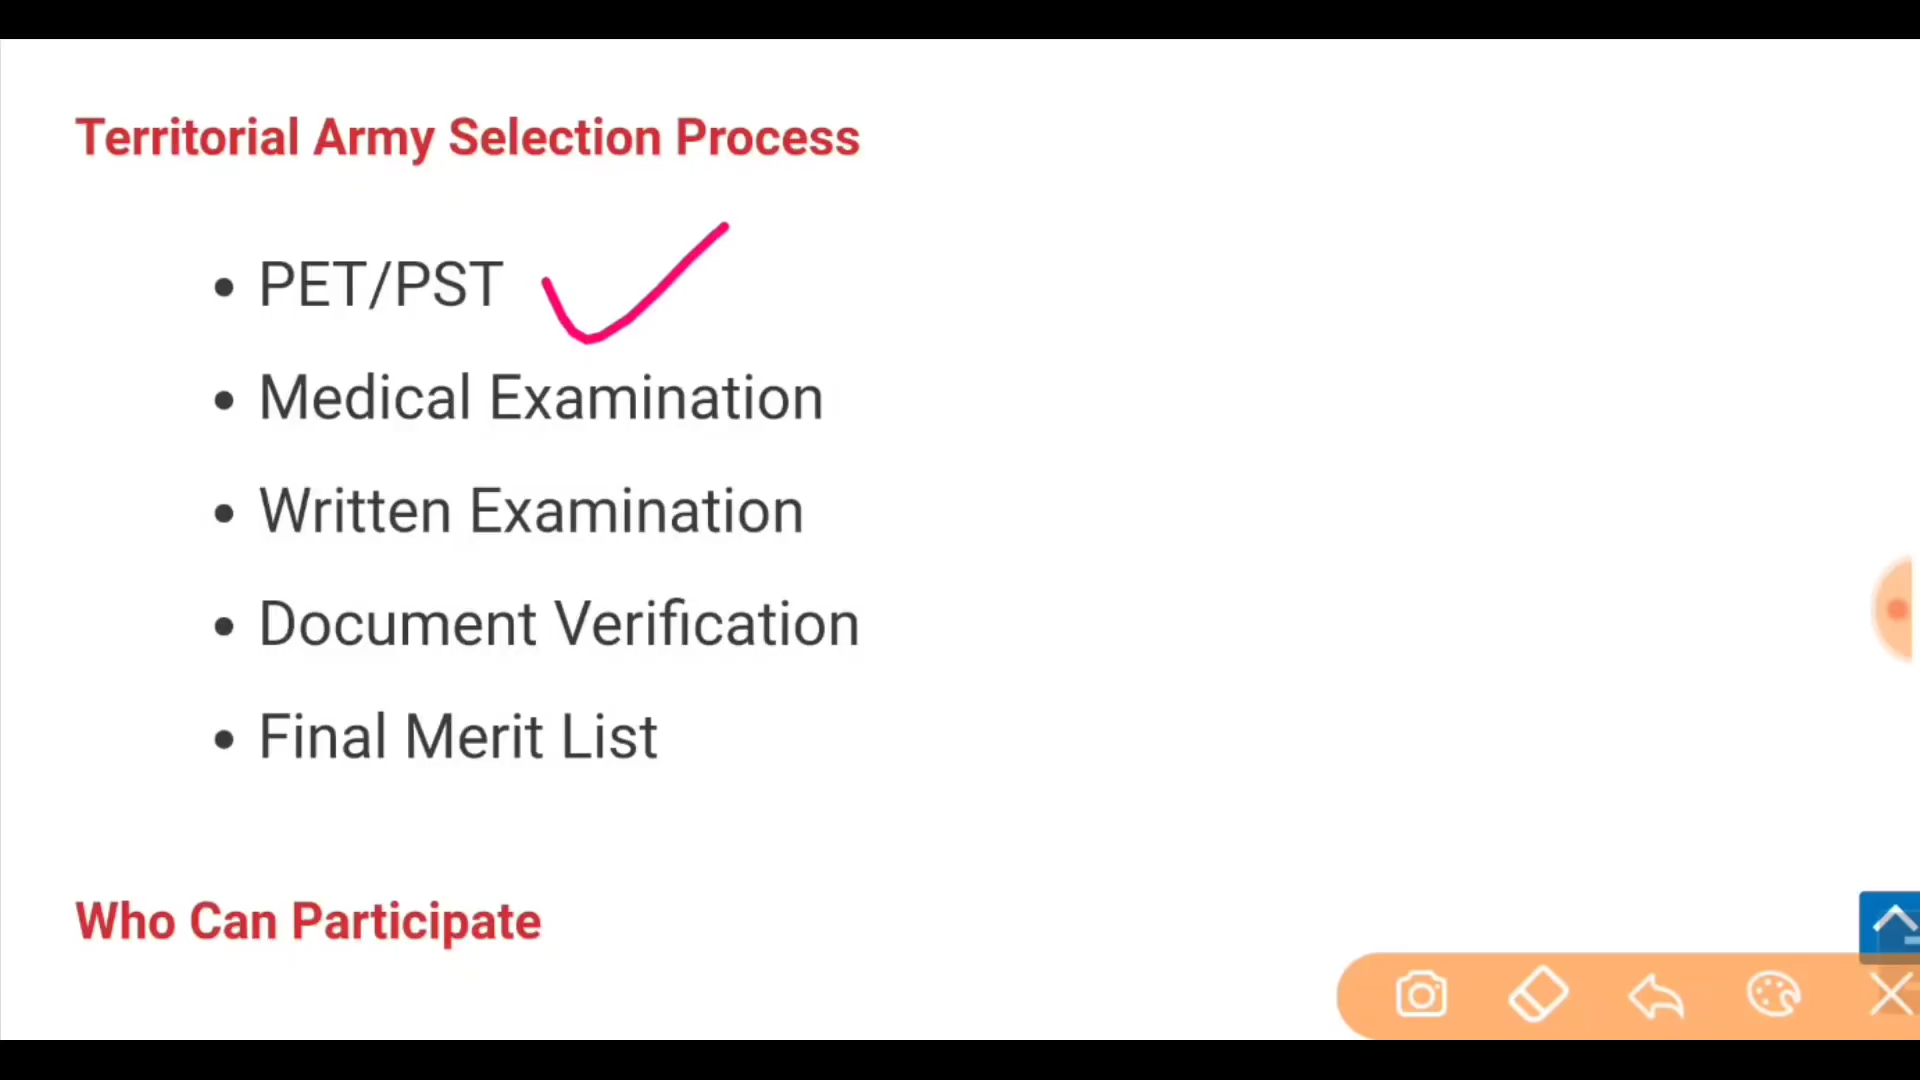 Territorial Army Selection Process
PET/PST
Medical Examination
Written Examination
Document Verification
Final Merit List
Who Can Participate